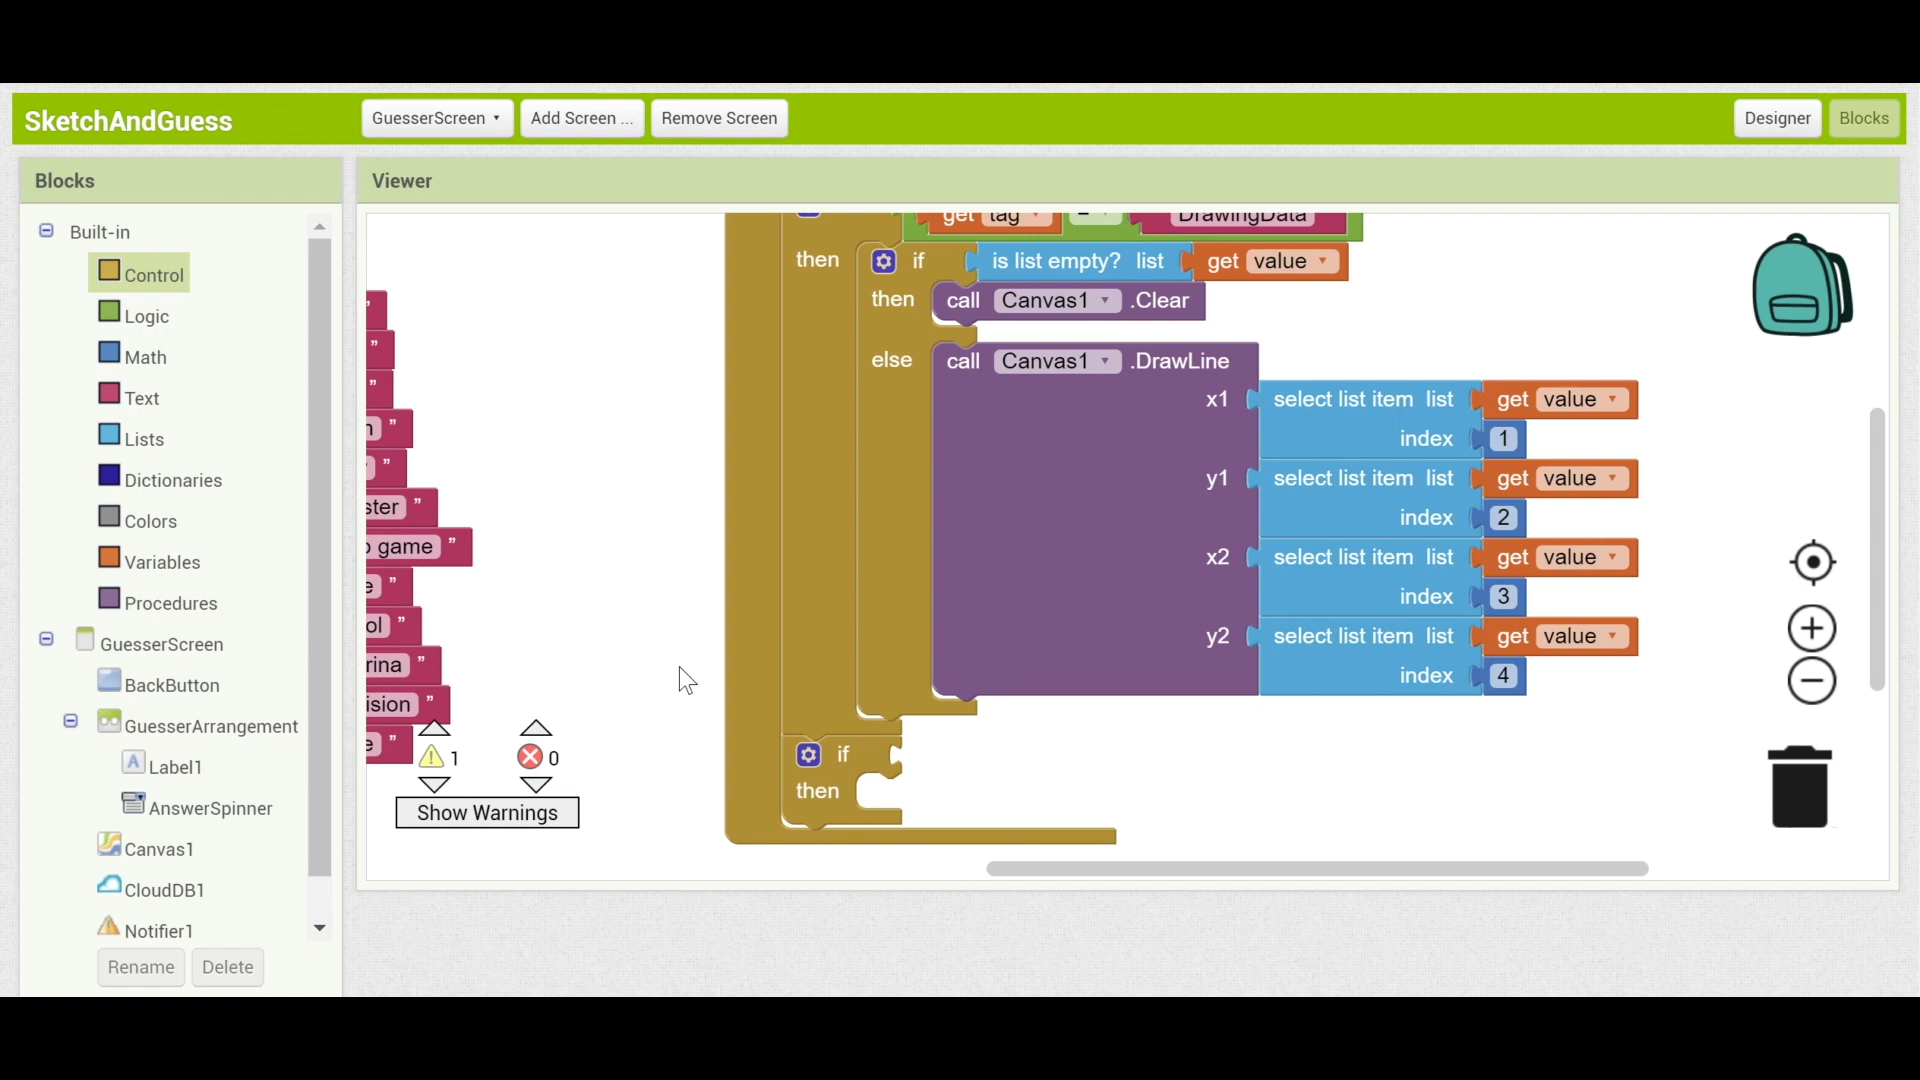 SketchAndGuess
GuesserScreen
Add Screen ...
Remove Screen
Designer
Blocks
Blocks
Viewer
Built-in
Control
Logic
Math
Text
Lists
Dictionaries
Colors
Variables
Procedures
GuesserScreen
BackButton
GuesserArrangement
A Label1
AnswerSpinner
Canvas1
CloudDB1
Notifier1
Rename
Delete
"
"
"
n "
"
ster "
o game "
e "
ol "
rina "
ision "
e "
1
0
Show Warnings
get tag = DrawingData
then if is list empty? list get value
then call Canvas1 .Clear
else call Canvas1 .DrawLine
x1 select list item list get value
index 1
y1 select list item list get value
index 2
x2 select list item list get value
index 3
y2 select list item list get value
index 4
if
then